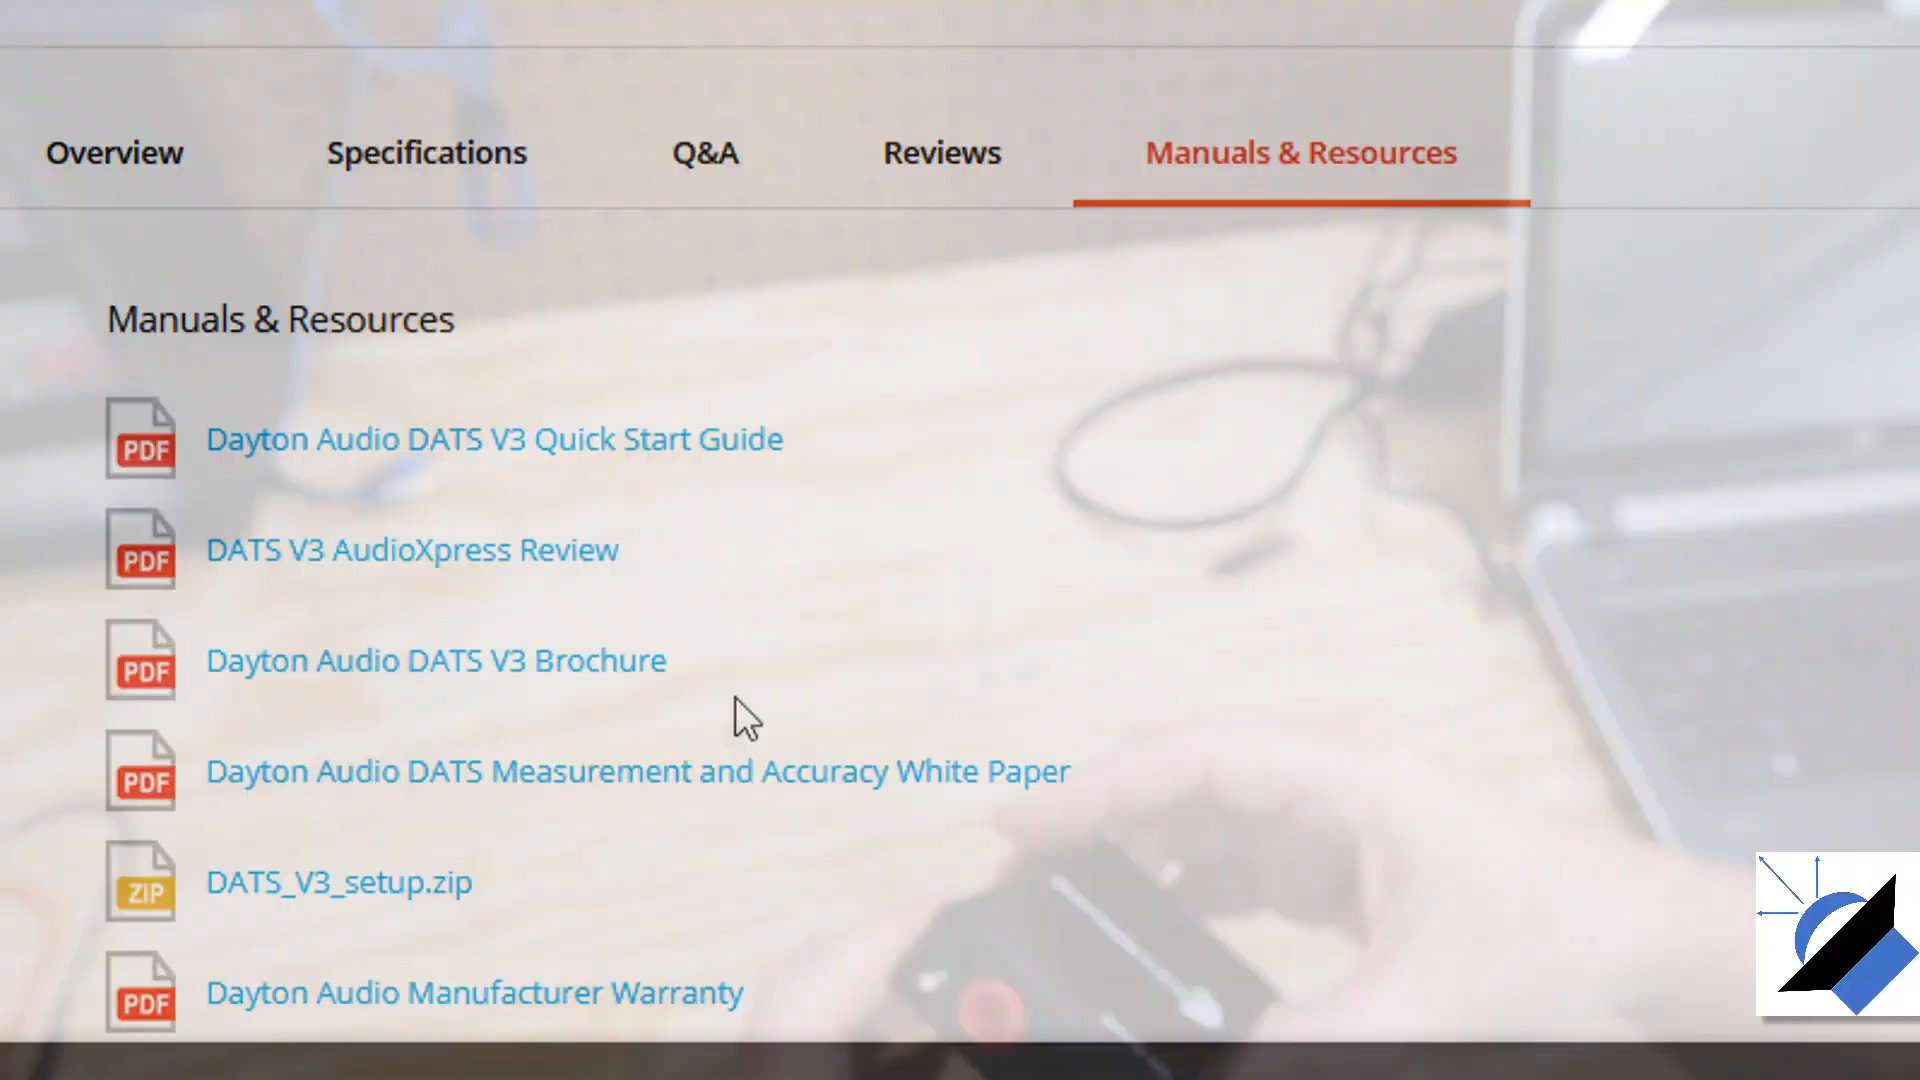 Overview Specifications Q&A Reviews Manuals & Resources
Manuals & Resources
PDF Dayton Audio DATS V3 Quick Start Guide
PDF DATS V3 AudioXpress Review
PDF Dayton Audio DATS V3 Brochure
PDF Dayton Audio DATS Measurement and Accuracy White Paper
ZIP DATS_V3_setup.zip
PDF Dayton Audio Manufacturer Warranty